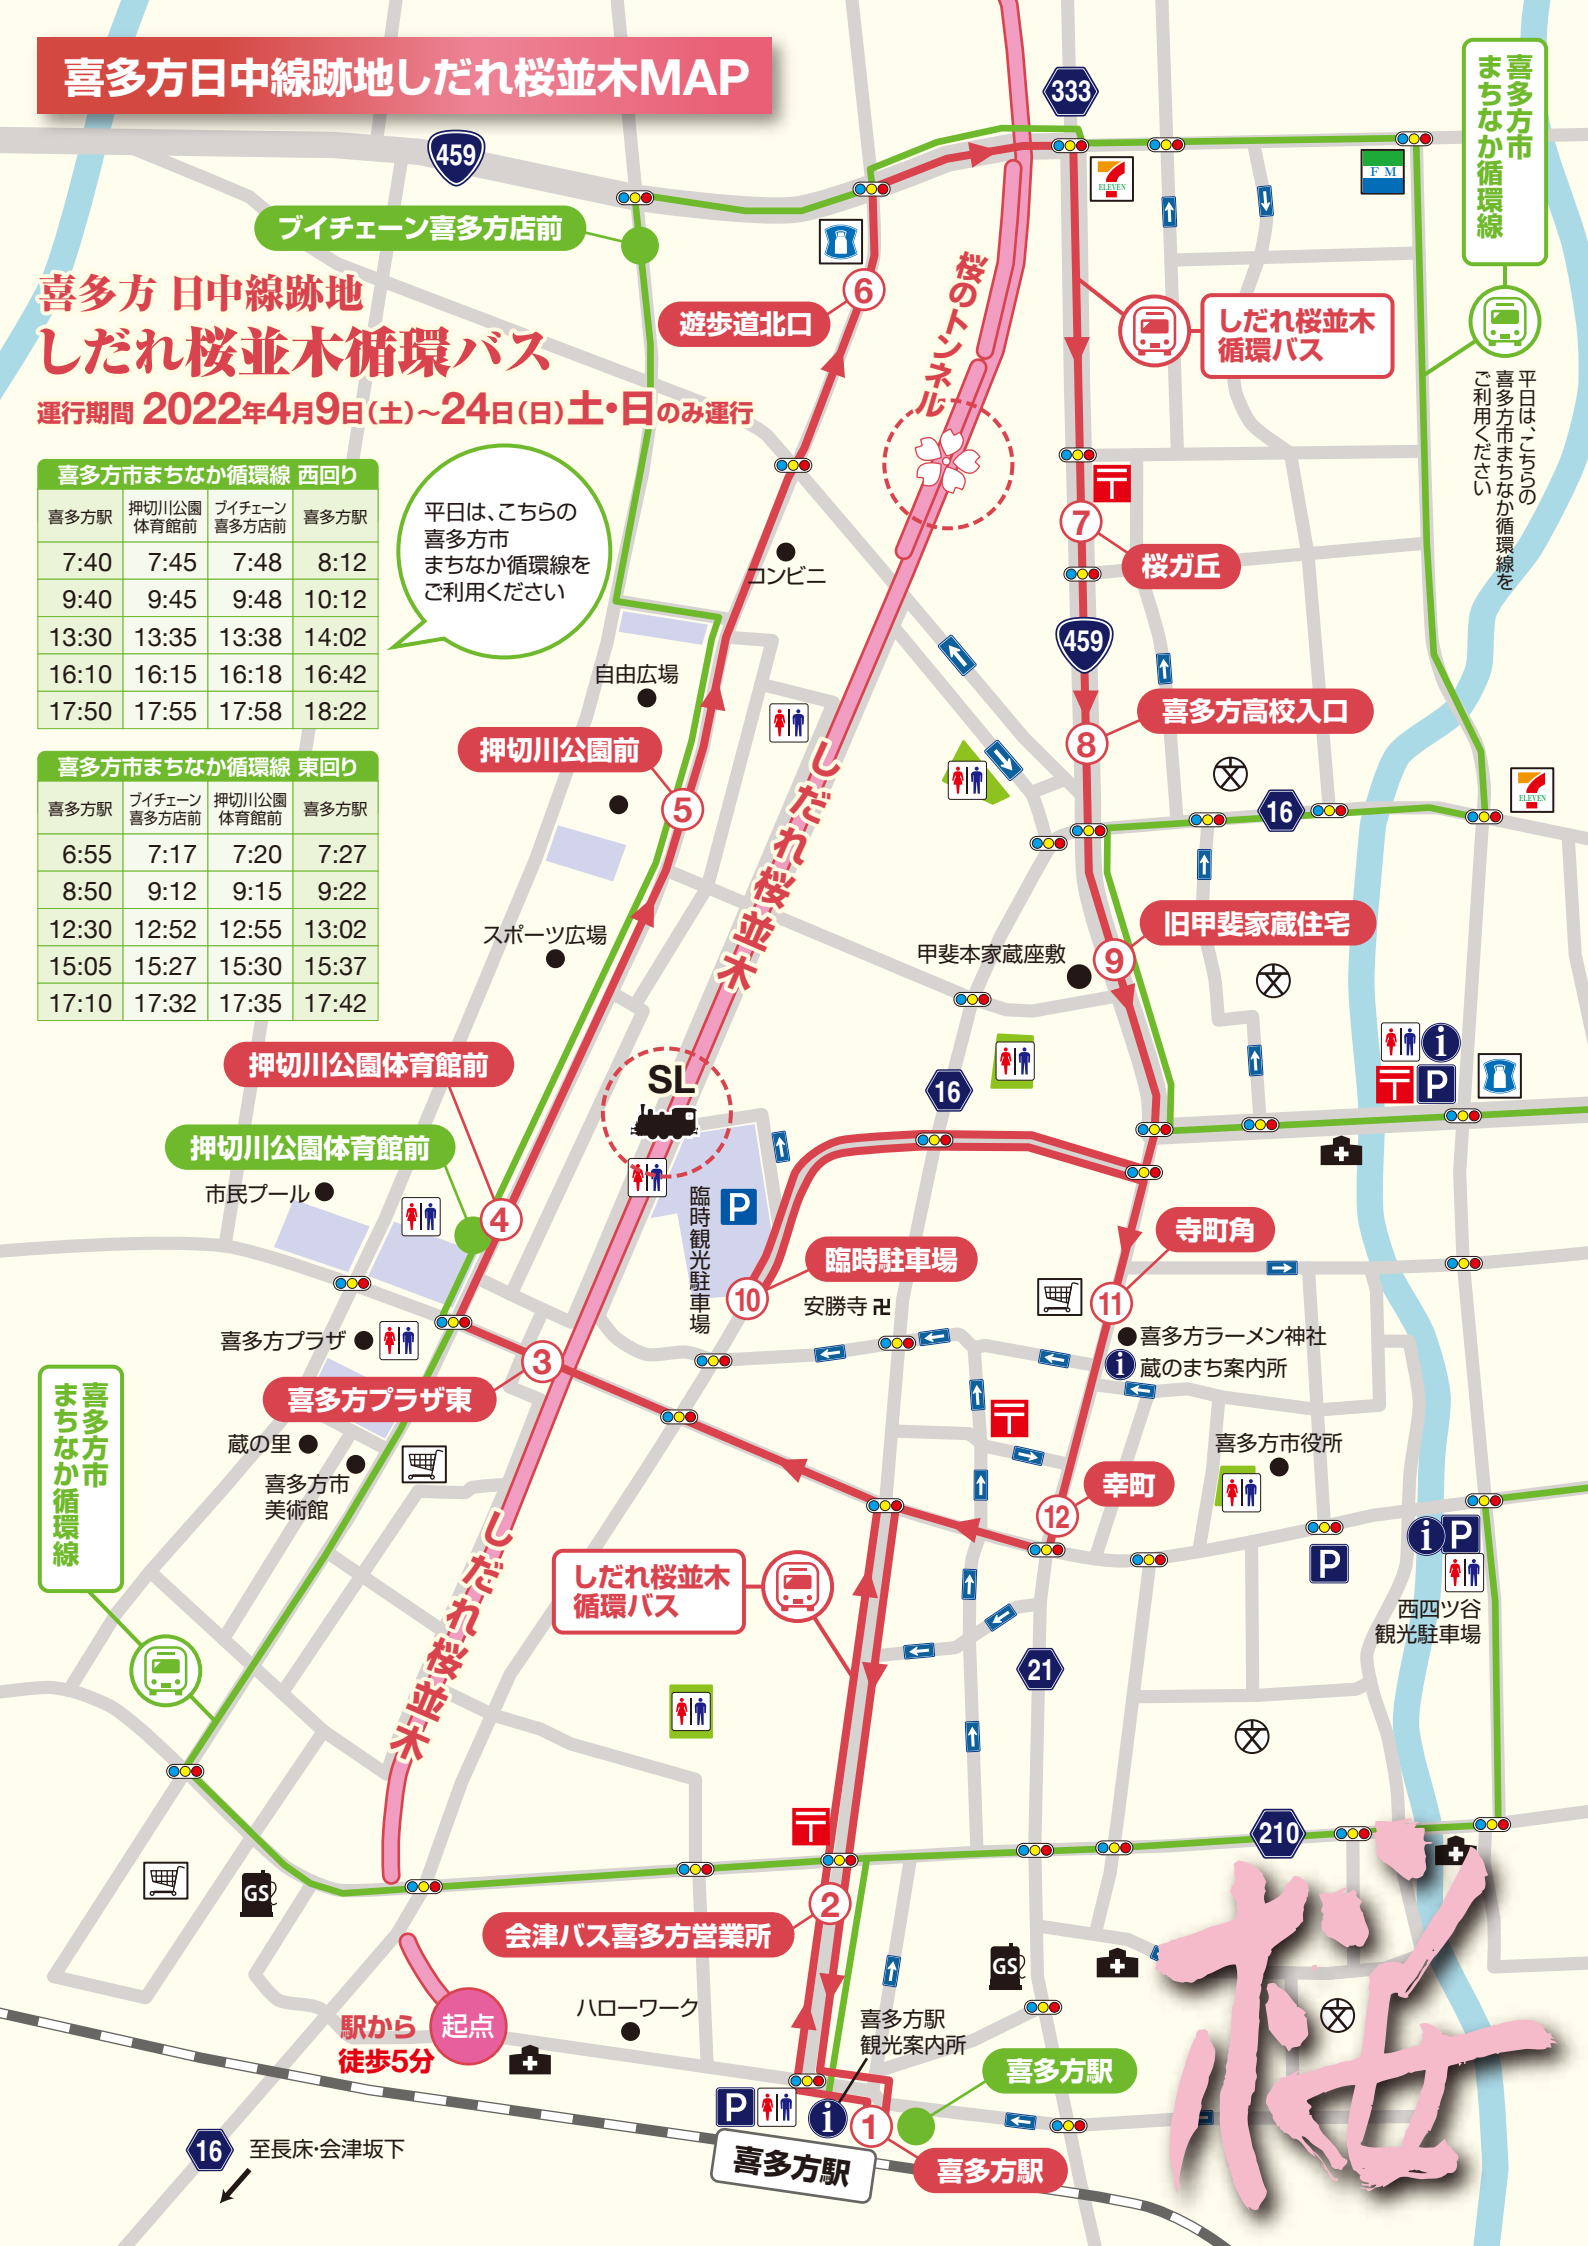 喜多方日中線跡地しだれ桜並木MAP
333
459
喜多方市
まちなか循環線
ELEVEN
F M
ブイチェーン喜多方店前
喜多方 日中線跡地
しだれ桜並木循環バス
運行期間 2022年4月9日(土)～24日(日)土・日のみ運行
6
遊歩道北口
桜のトンネル
しだれ桜並木
循環バス
平日は、こちらの
喜多方市まちなか循環線を
ご利用ください
喜多方市まちなか循環線 西回り
喜多方駅 押切川公園体育館前 ブイチェーン喜多方店前 喜多方駅
7:40 7:45 7:48 8:12
9:40 9:45 9:48 10:12
13:30 13:35 13:38 14:02
16:10 16:15 16:18 16:42
17:50 17:55 17:58 18:22
平日は、こちらの
喜多方市
まちなか循環線を
ご利用ください
喜多方市まちなか循環線 東回り
喜多方駅 ブイチェーン喜多方店前 押切川公園体育館前 喜多方駅
6:55 7:17 7:20 7:27
8:50 9:12 9:15 9:22
12:30 12:52 12:55 13:02
15:05 15:27 15:30 15:37
17:10 17:32 17:35 17:42
コンビニ
7
桜ガ丘
459
自由広場
喜多方高校入口
8
押切川公園前
5
しだれ桜並木
16
ELEVEN
スポーツ広場
旧甲斐家蔵住宅
9
甲斐本家蔵座敷
押切川公園体育館前
SL
16
i
P
押切川公園体育館前
市民プール
4
臨時観光駐車場
P
寺町角
臨時駐車場
10
安勝寺卍
11
喜多方ラーメン神社
i 蔵のまち案内所
喜多方プラザ
3
喜多方プラザ東
喜多方市
まちなか循環線
蔵の里
喜多方市
美術館
喜多方市役所
幸町
12
i P
P
西四ツ谷
観光駐車場
しだれ桜並木
しだれ桜並木
循環バス
21
210
GS
2
会津バス喜多方営業所
GS
桜
駅から
徒歩5分
起点
ハローワーク
喜多方駅
観光案内所
喜多方駅
P
i
1
喜多方駅
喜多方駅
16
至長床・会津坂下